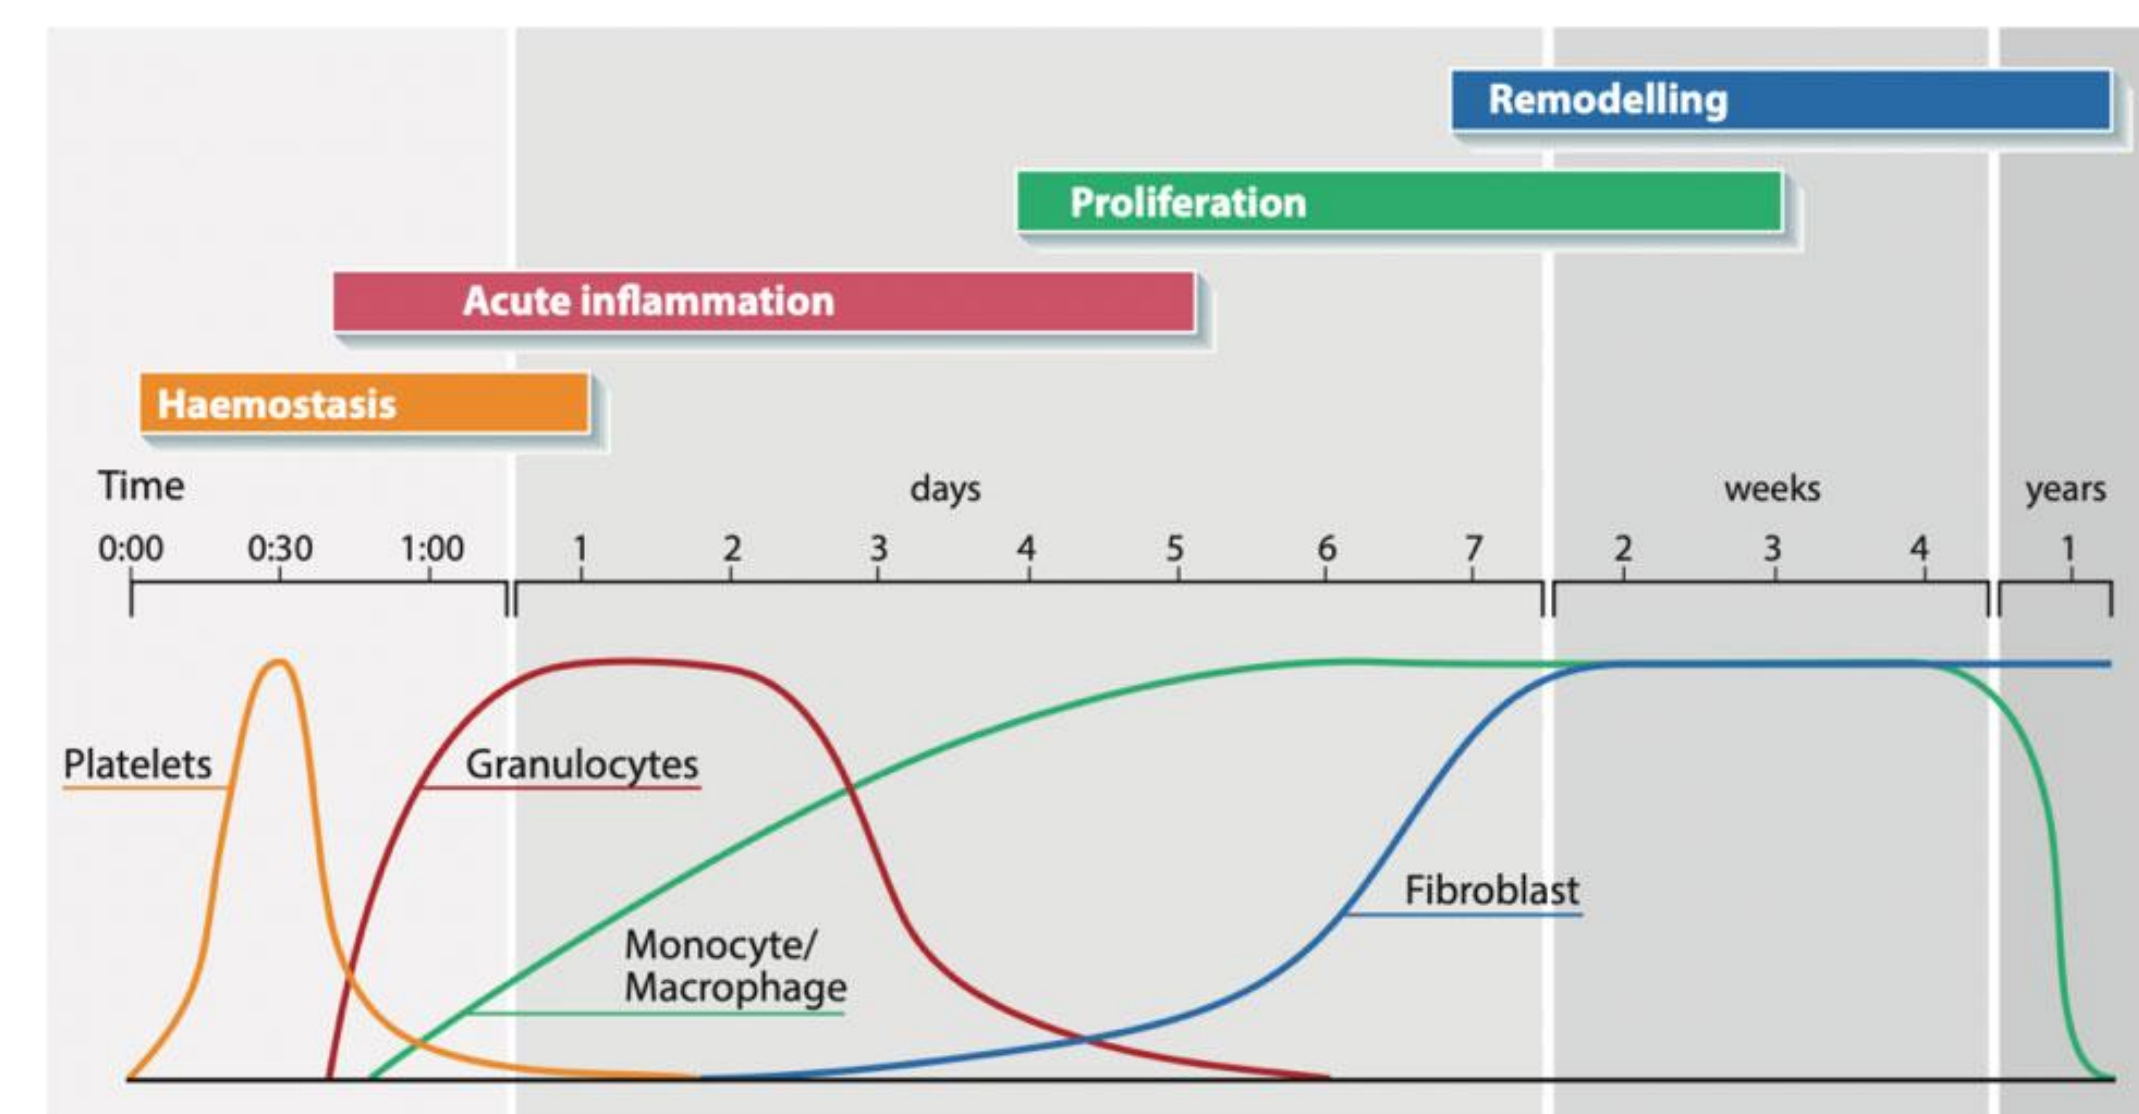 Remodelling
Proliferation
Acute inflammation
Haemostasis
Time days weeks years
0:00 0:30 1:00 1 2 3 4 5 6 7 2 3 4 1
Platelets
Granulocytes
Fibroblast
Monocyte/
Macrophage